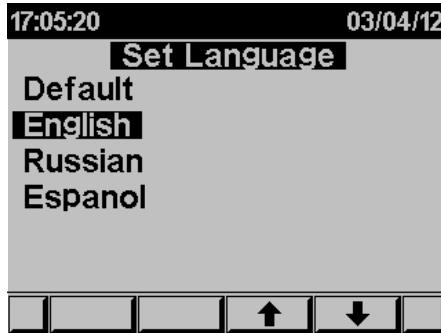 17:05:20 03/04/12
Set Language
Default
English
Russian
Espanol